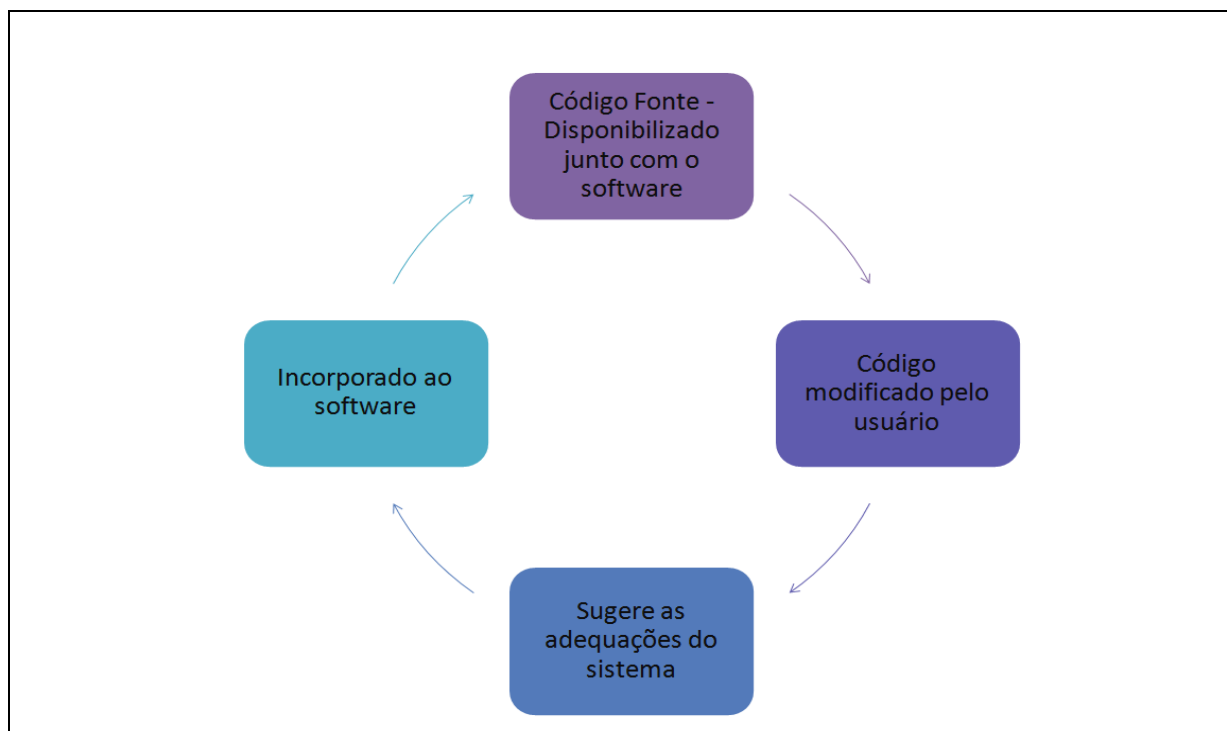 Código Fonte -
Disponibilizado
junto com o
software
Incorporado ao
software
Código
modificado pelo
usuário
Sugere as
adequações do
sistema